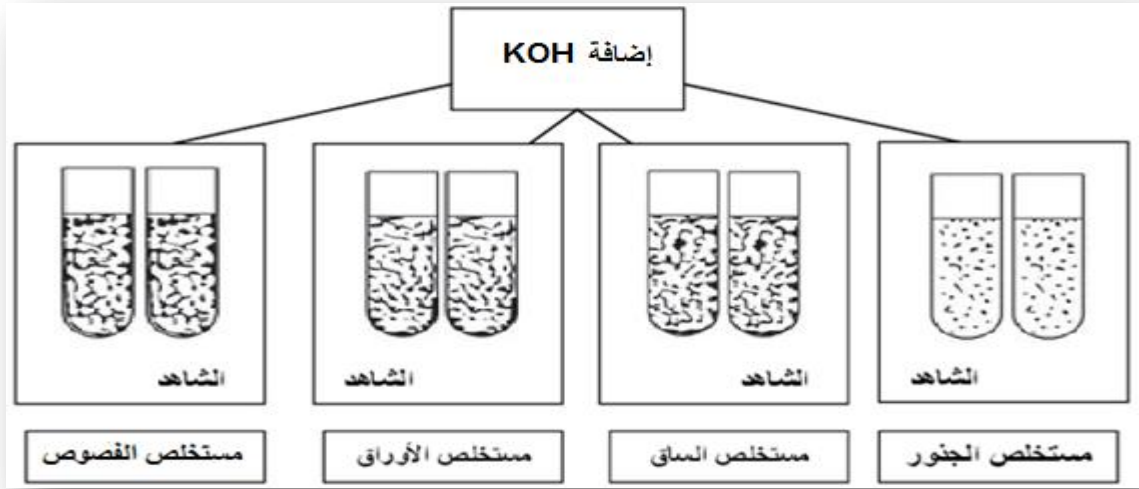 إضافة KOH
الشاهد
الشاهد
الشاهد
الشاهد
مستخلص الجذور
مستخلص الساق
مستخلص الأوراق
مستخلص الفصوص